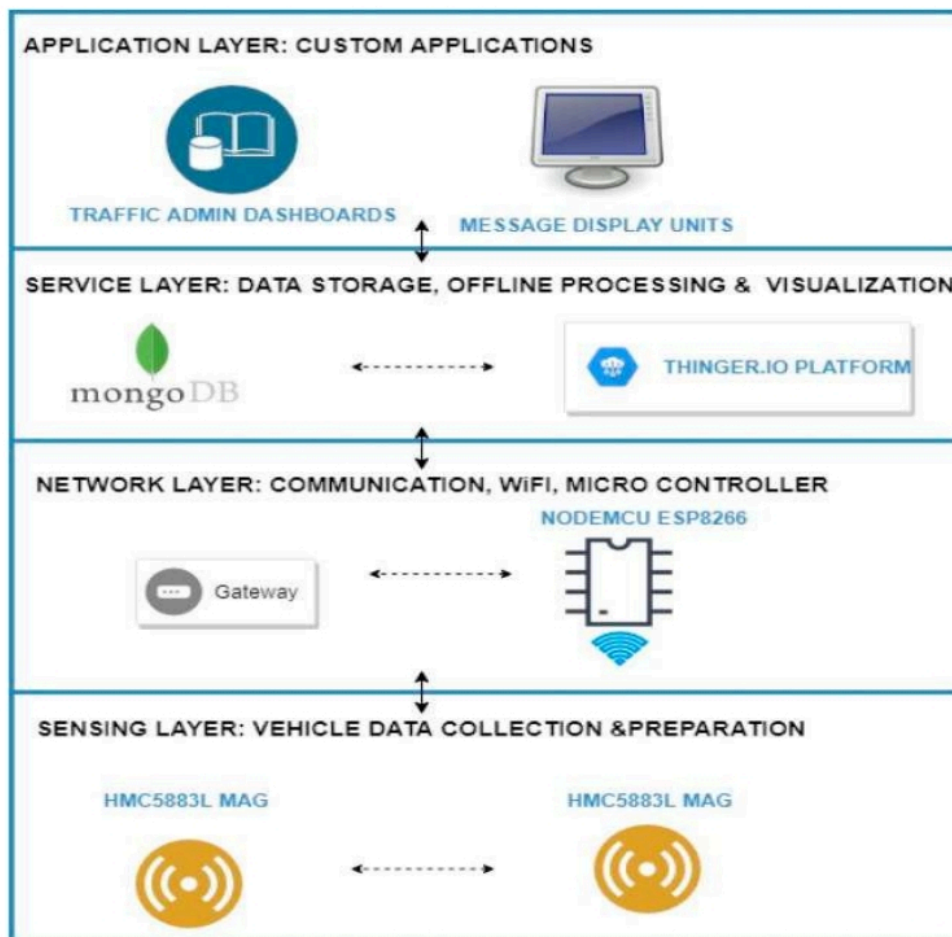 APPLICATION LAYER: CUSTOM APPLICATIONS
TRAFFIC ADMIN DASHBOARDS
MESSAGE DISPLAY UNITS
SERVICE LAYER: DATA STORAGE, OFFLINE PROCESSING & VISUALIZATION
mongoDB
THINGER.IO PLATFORM
NETWORK LAYER: COMMUNICATION, WiFI, MICRO CONTROLLER
NODEMCU ESP8266
Gateway
SENSING LAYER: VEHICLE DATA COLLECTION &PREPARATION
HMC5883L MAG
HMC5883L MAG